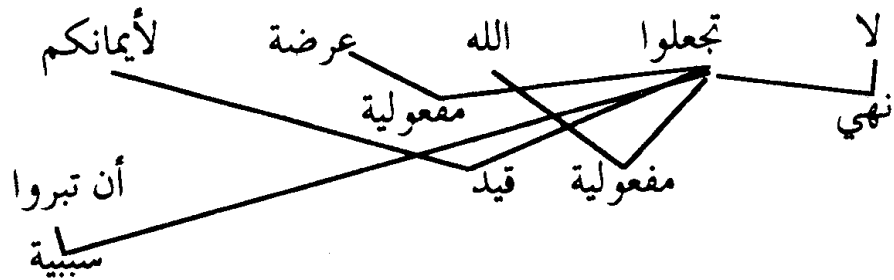 لا تجعلوا الله عرضة لأيمانكم
نهي مفعولية
مفعولية قيد
أن تبروا
سببية